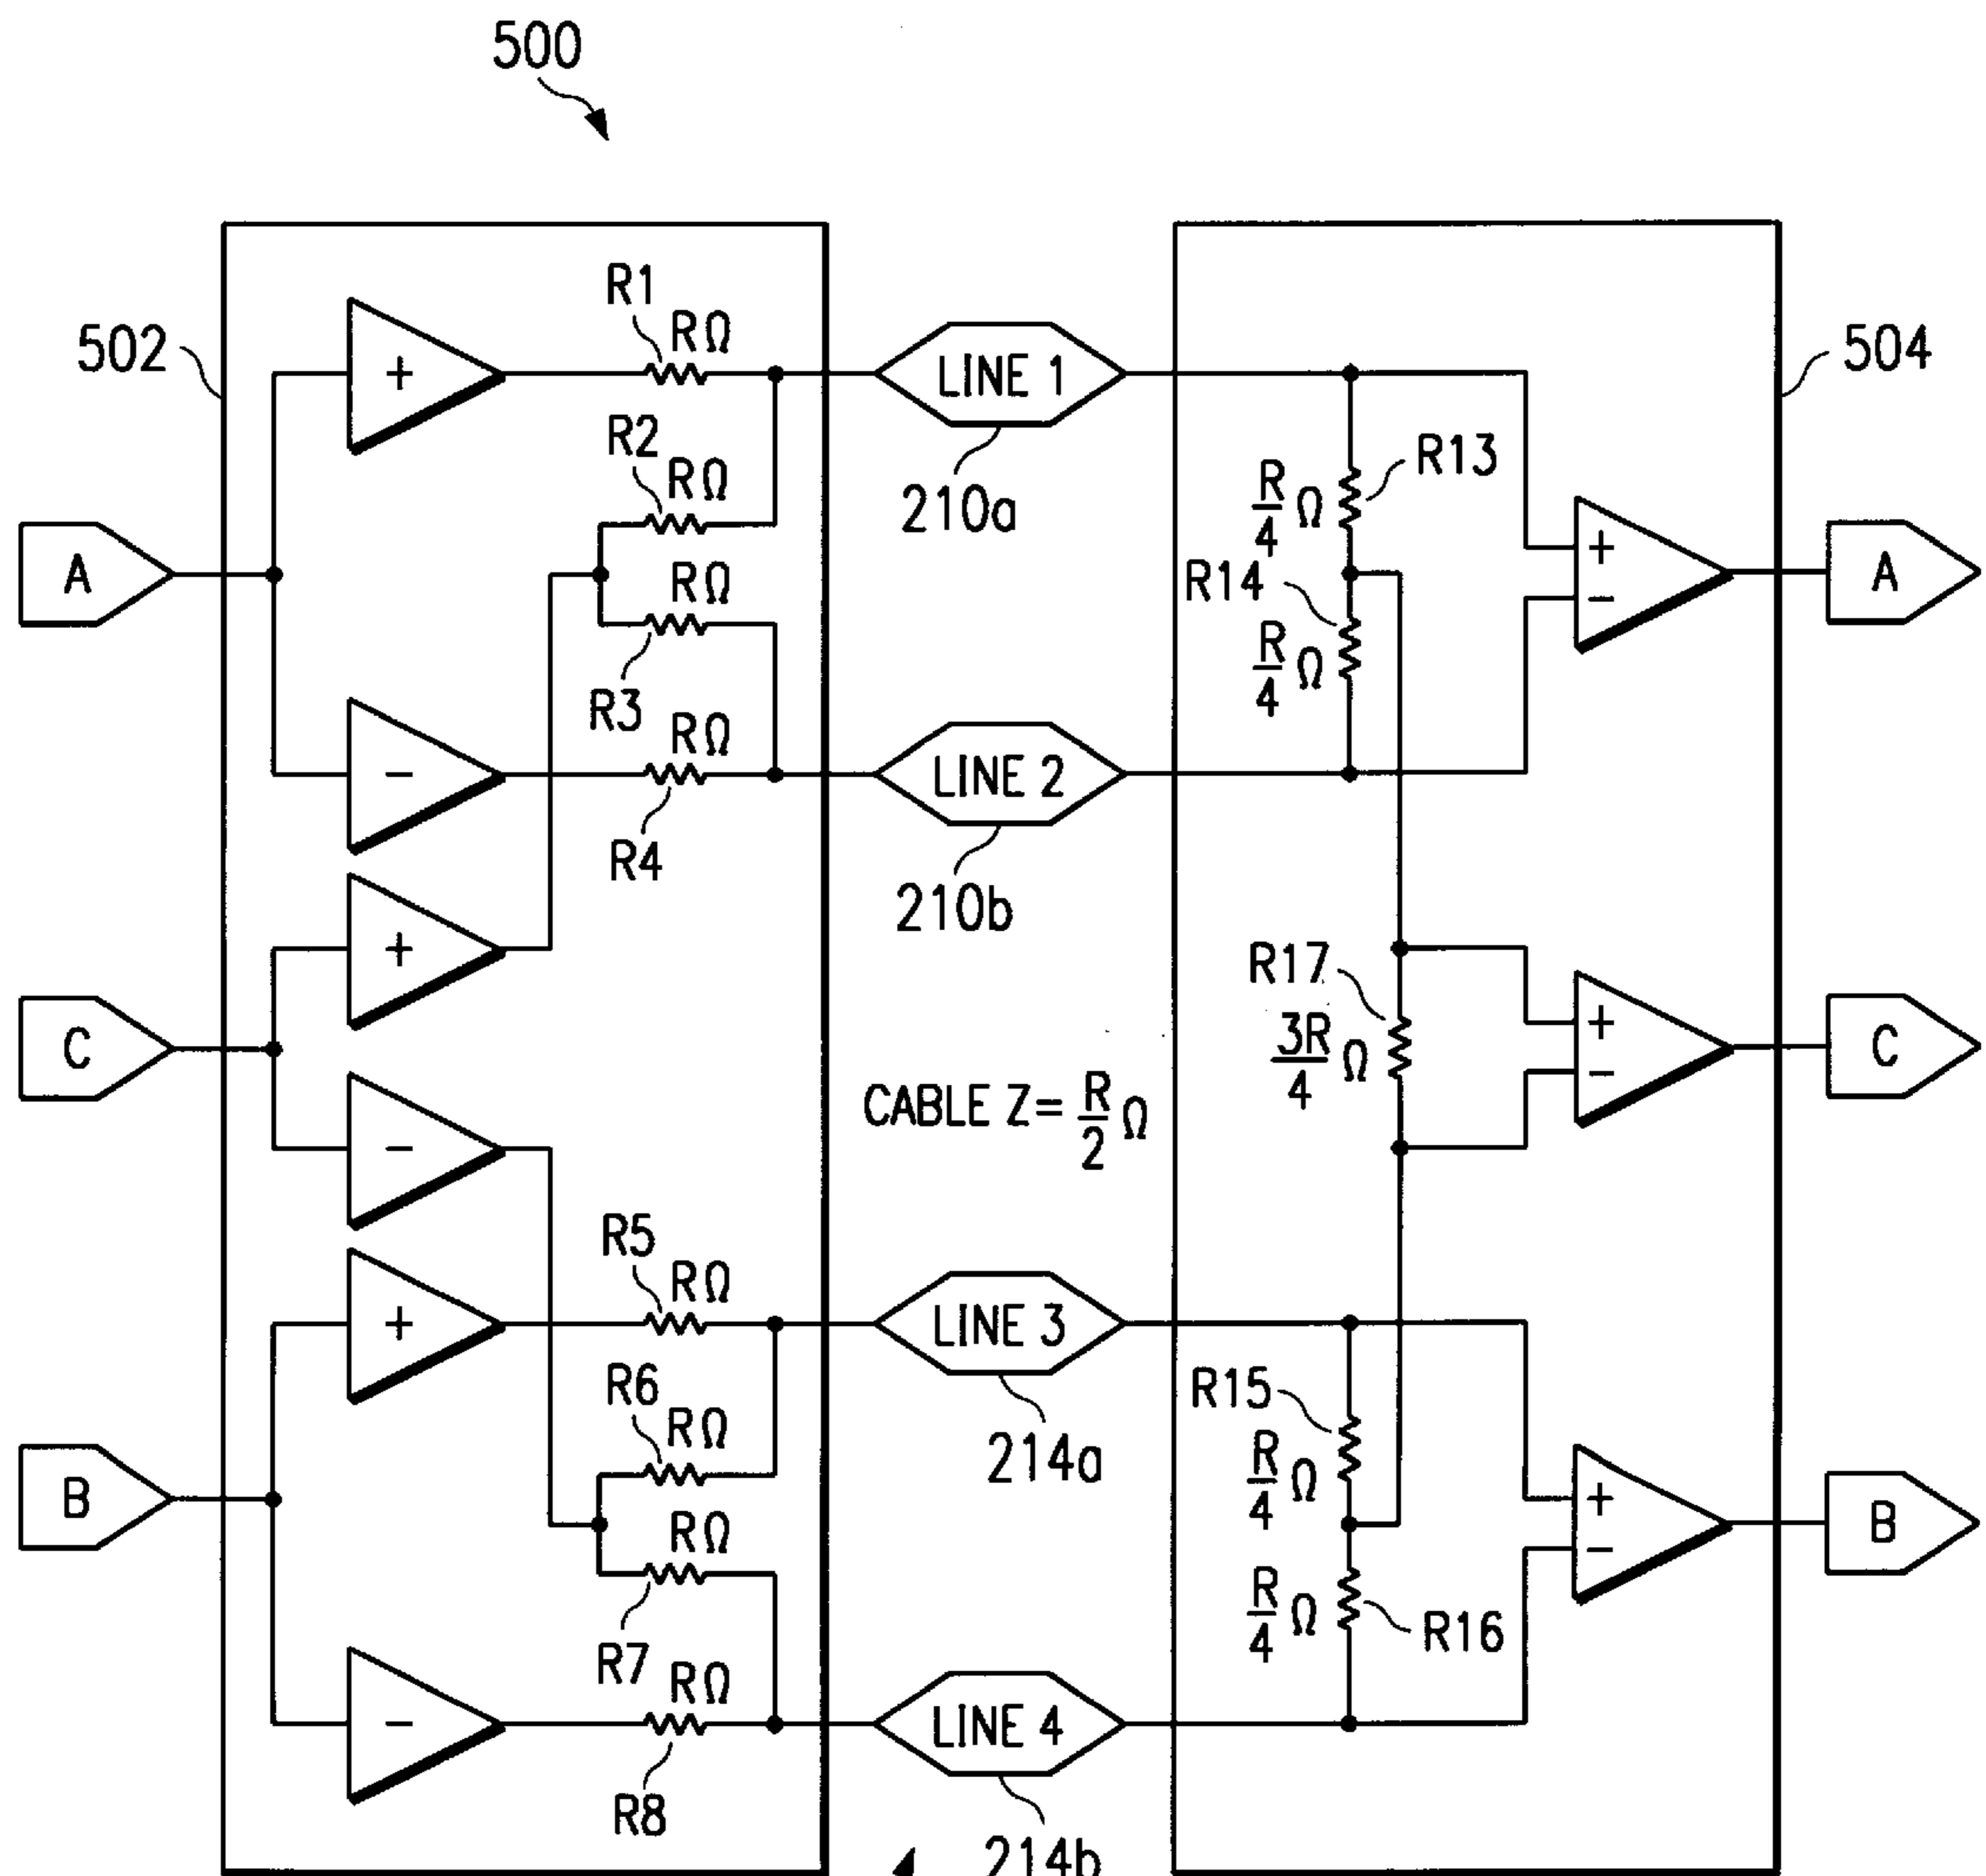 500
502
504
R1
RΩ
R2
RΩ
RΩ
R3
RΩ
R4
LINE 1
210a
LINE 2
210b
A
C
B
+
−
+
−
+
−
R5
RΩ
R6
RΩ
RΩ
R7
RΩ
R8
CABLE Z= R/2 Ω
LINE 3
214a
LINE 4
214b
R13
R/4 Ω
R14
R/4 Ω
R17
3R/4 Ω
R15
R/4 Ω
R/4 Ω
R16
+
−
A
+
−
C
+
−
B